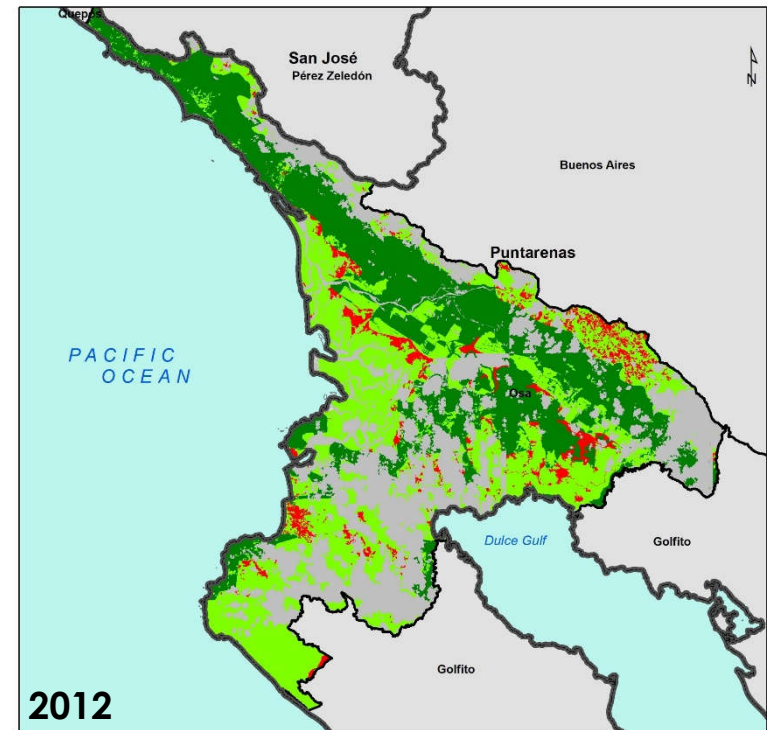 Quepos
San José
Pérez Zeledón
N
Buenos Aires
Puntarenas
PACIFIC
OCEAN
Osa
Dulce Gulf
Golfito
Golfito
2012